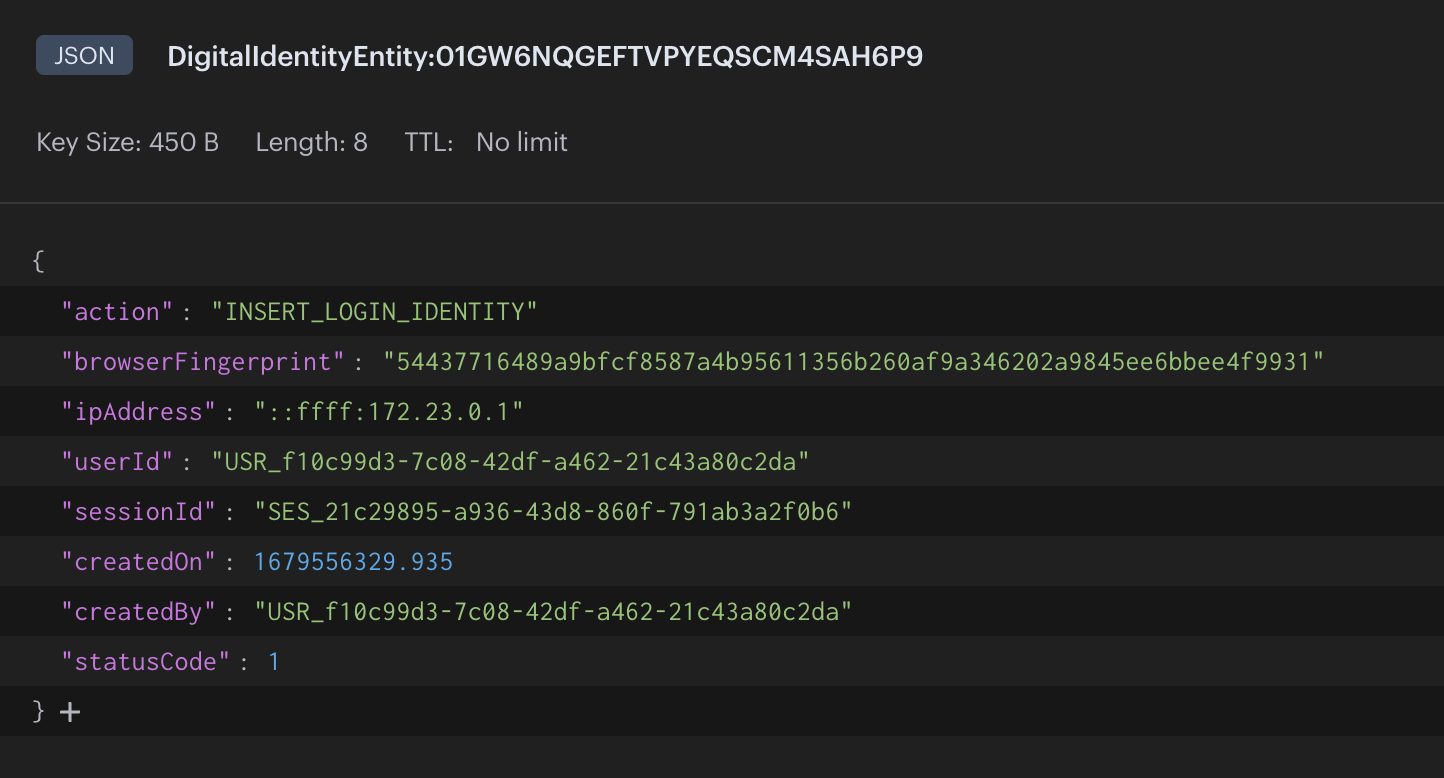 JSON DigitalIdentityEntity:01GW6NQGEFTVPYEQSCM4SAH6P9
Key Size: 450 B Length: 8 TTL: No limit
{
"action" : "INSERT_LOGIN_IDENTITY"
"browserFingerprint" : "54437716489a9bfcf8587a4b95611356b260af9a346202a9845ee6bbee4f9931"
"ipAddress" : "::ffff:172.23.0.1"
"userId" : "USR_f10c99d3-7c08-42df-a462-21c43a80c2da"
"sessionId" : "SES_21c29895-a936-43d8-860f-791ab3a2f0b6"
"createdOn" : 1679556329.935
"createdBy" : "USR_f10c99d3-7c08-42df-a462-21c43a80c2da"
"statusCode" : 1
} +